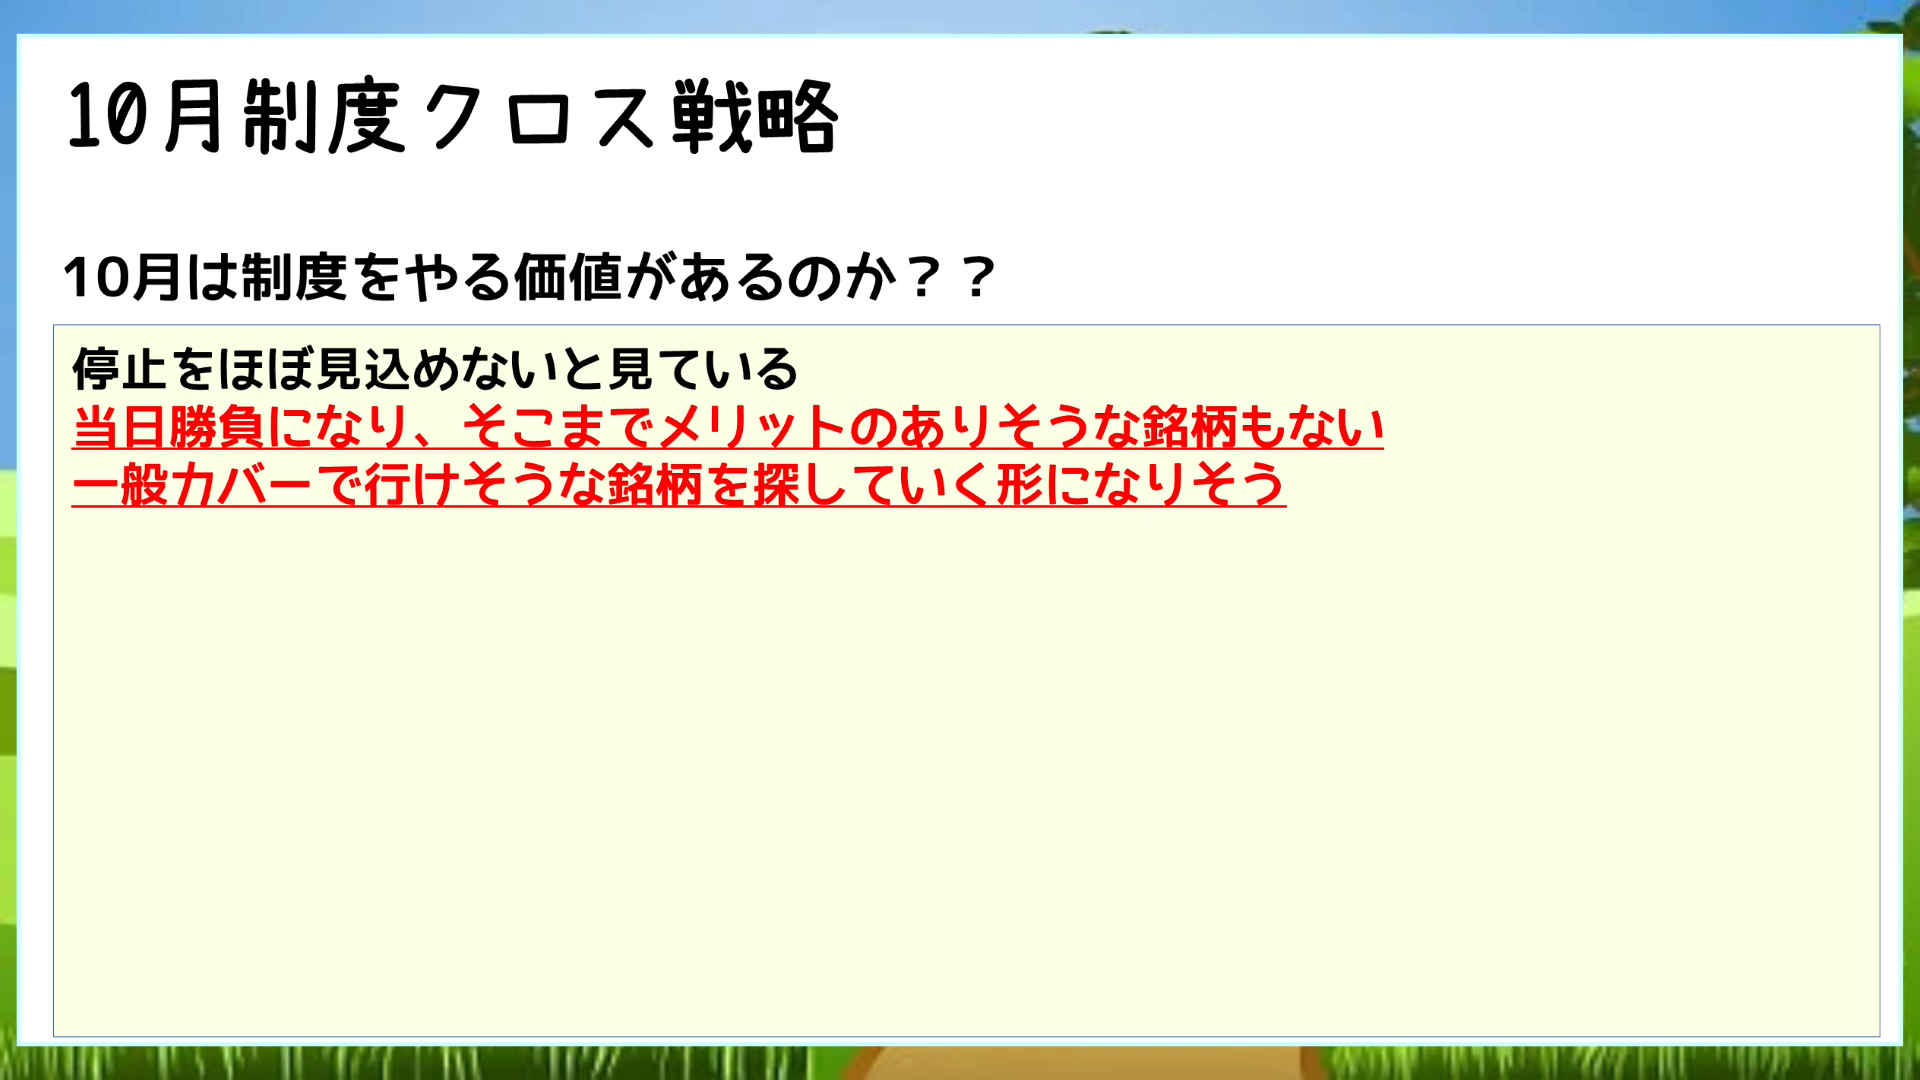 10月制度クロス戦略
10月は制度をやる価値があるのか？？
停止をほぼ見込めないと見ている
当日勝負になり、そこまでメリットのありそうな銘柄もない
一般カバーで行けそうな銘柄を探していく形になりそう